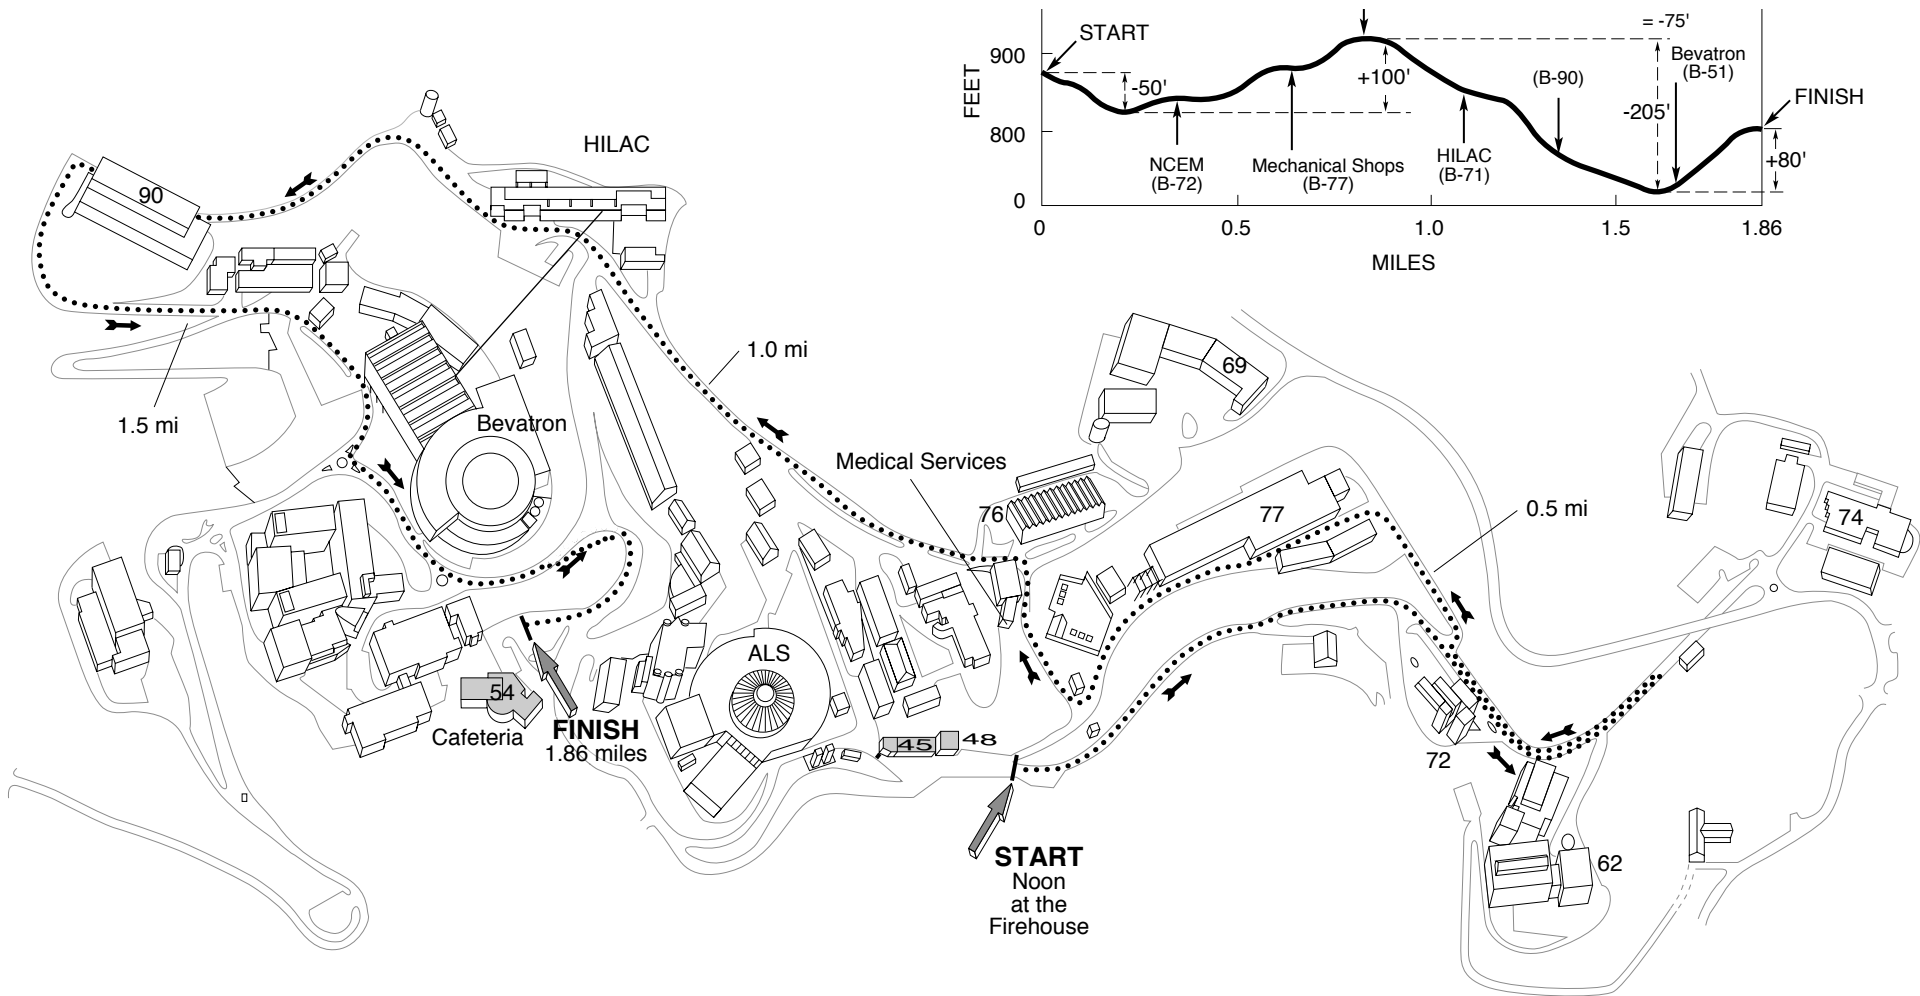 START
900
FEET
800
0
-50'
+100'
= -75'
Bevatron
(B-51)
(B-90)
-205'
FINISH
+80'
NCEM
(B-72)
Mechanical Shops
(B-77)
HILAC
(B-71)
0
0.5
1.0
1.5
1.86
MILES
HILAC
90
1.0 mi
69
1.5 mi
Bevatron
Medical Services
76
77
0.5 mi
74
ALS
54
Cafeteria
FINISH
1.86 miles
45
48
72
START
Noon
at the
Firehouse
62